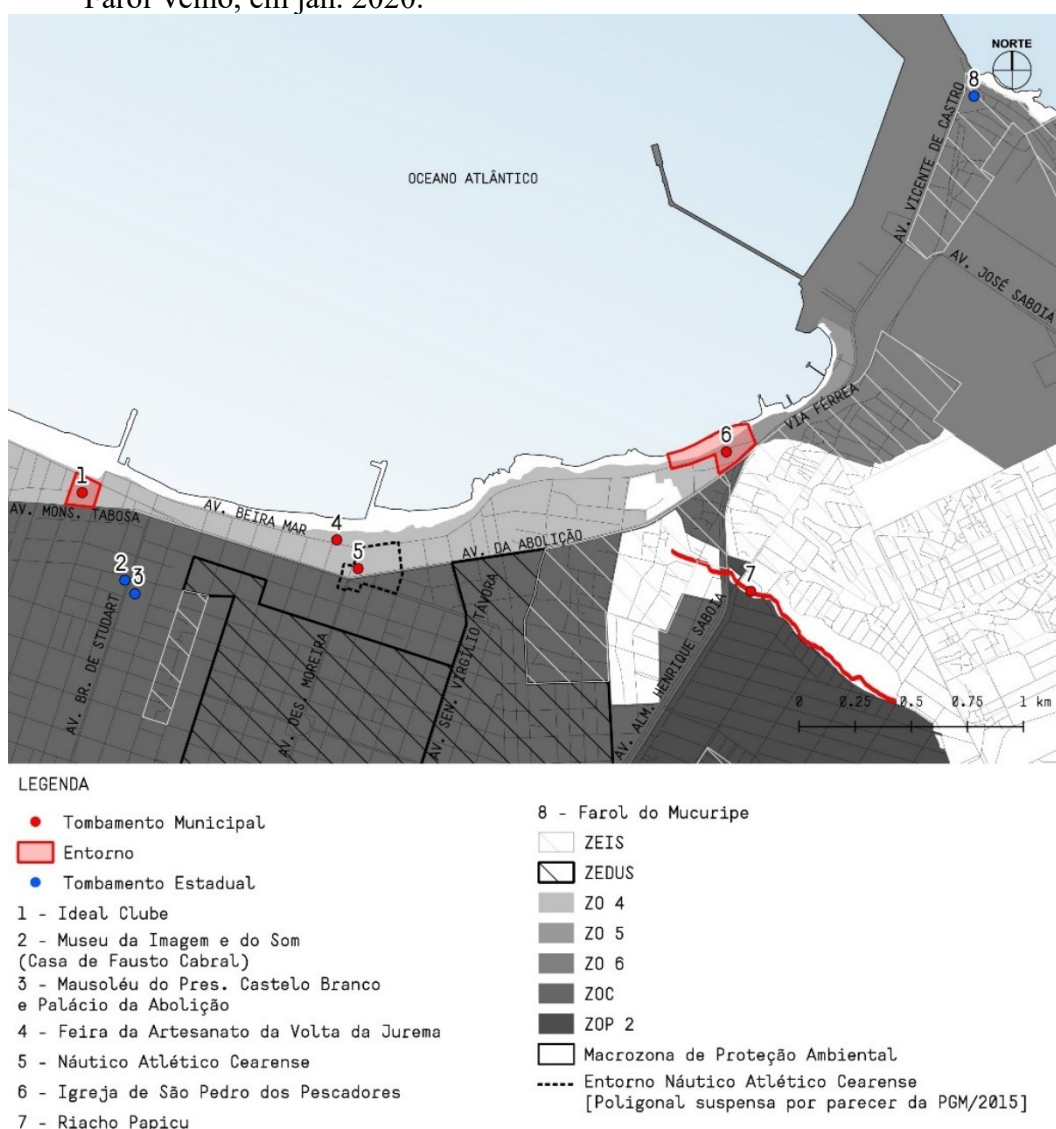 Farol Velho, em jan. 2020.
NORTE
8
AV. VICENTE DE CASTRO
OCEANO ATLÂNTICO
AV. JOSÉ SABOIA
VIA FÉRREA
6
1
AV. MONS. TABOSA
AV. BEIRA MAR
4
5
AV. DA ABOLIÇÃO
2
3
7
AV. BR. DE STUDART
AV. DES. MOREIRA
AV. SEN. VIRGÍLIO TÁVORA
AV. ALM. HENRIQUE SABOIA
0 0.25 0.5 0.75 1 km
LEGENDA
Tombamento Municipal
Entorno
Tombamento Estadual
1 - Ideal Clube
2 - Museu da Imagem e do Som
(Casa de Fausto Cabral)
3 - Mausoléu do Pres. Castelo Branco
e Palácio da Abolição
4 - Feira da Artesanato da Volta da Jurema
5 - Náutico Atlético Cearense
6 - Igreja de São Pedro dos Pescadores
7 - Riacho Papicu
8 - Farol do Mucuripe
ZEIS
ZEDUS
ZO 4
ZO 5
ZO 6
ZOC
ZOP 2
Macrozona de Proteção Ambiental
Entorno Náutico Atlético Cearense
[Poligonal suspensa por parecer da PGM/2015]